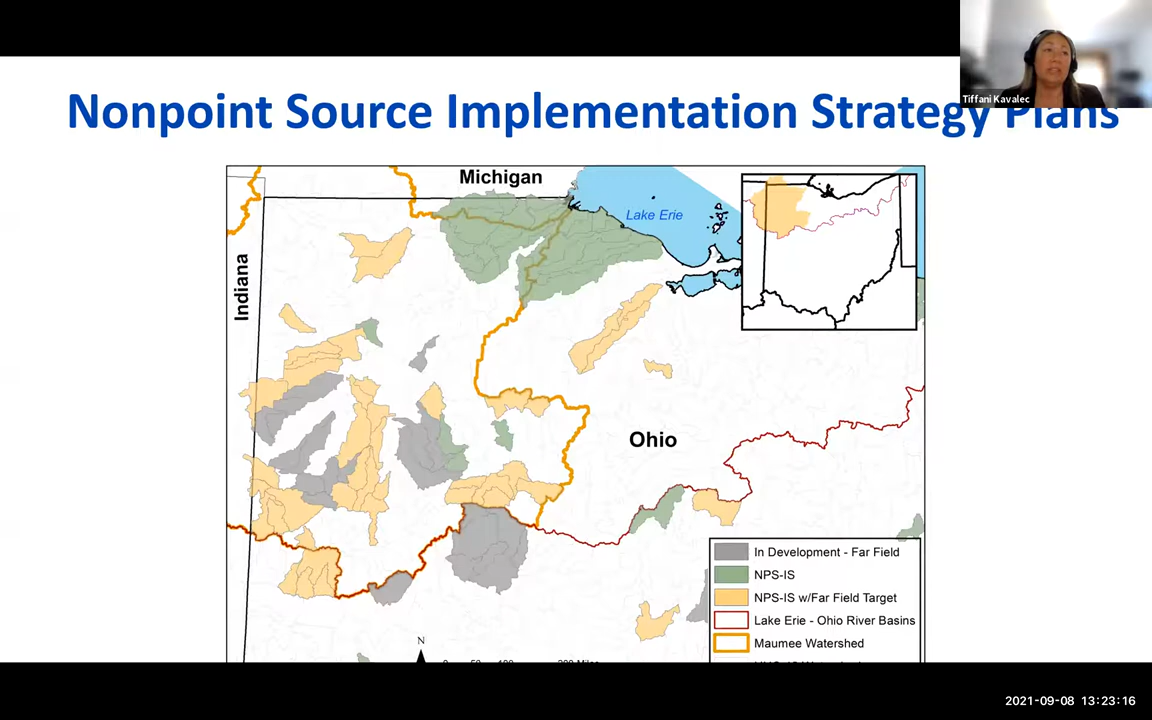 Tiffani Kavalec
Nonpoint Source Implementation Strategy Plans
Michigan
Lake Erie
Indiana
Ohio
In Development - Far Field
NPS-IS
NPS-IS w/Far Field Target
Lake Erie - Ohio River Basins
Maumee Watershed
N
2021-09-08 13:23:16